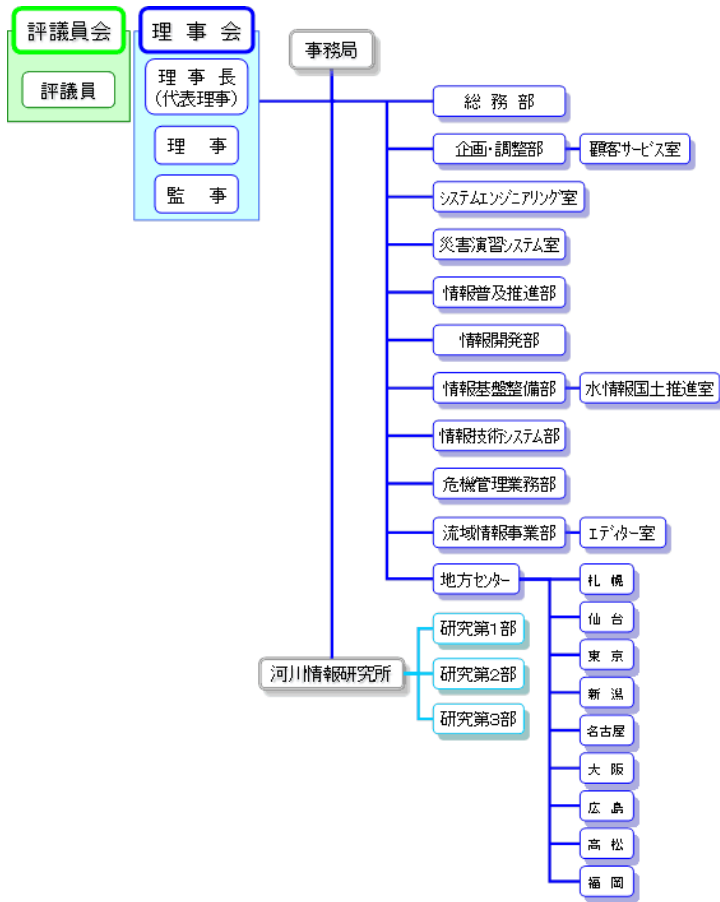 評議員会
評議員
理事会
理事長
(代表理事)
理事
監事
事務局
総務部
企画・調整部
顧客サービス室
システムエンジニアリング室
災害演習システム室
情報普及推進部
情報開発部
情報基盤整備部
水情報国土推進室
情報技術システム部
危機管理業務部
流域情報事業部
エディター室
地方センター
札幌
仙台
東京
新潟
名古屋
大阪
広島
高松
福岡
河川情報研究所
研究第1部
研究第2部
研究第3部